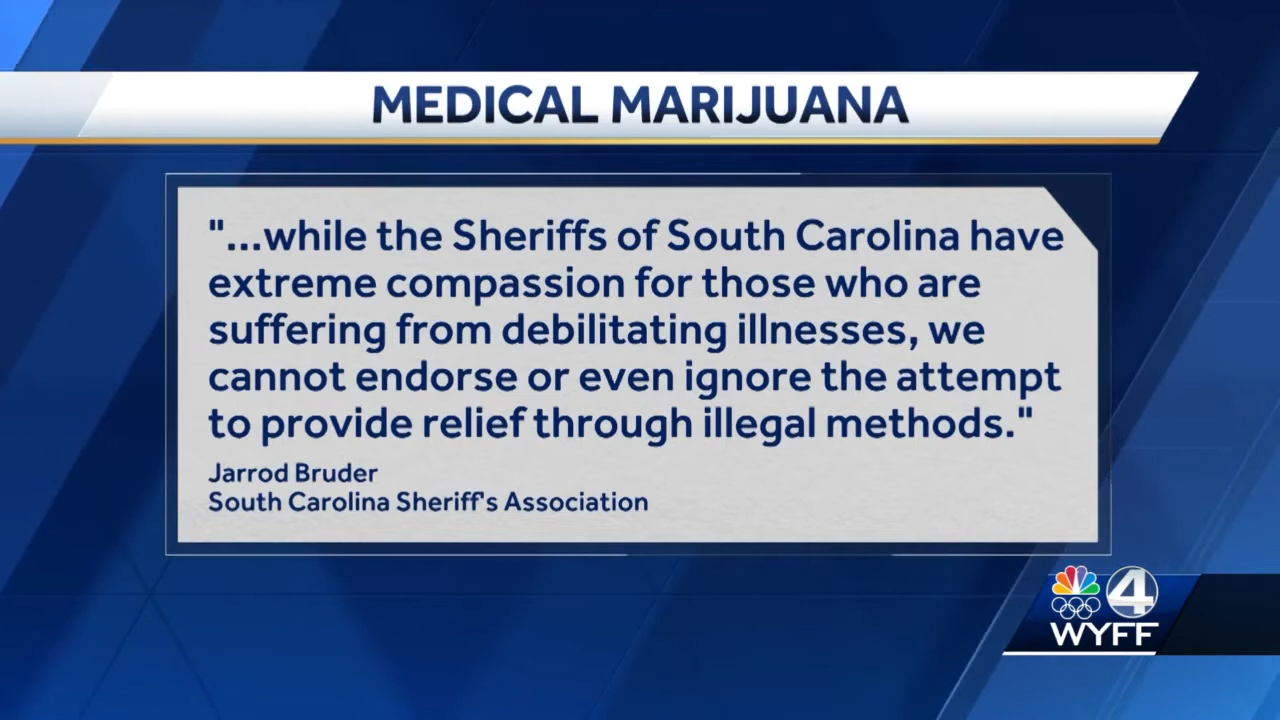 MEDICAL MARIJUANA
"...while the Sheriffs of South Carolina have
extreme compassion for those who are
suffering from debilitating illnesses, we
cannot endorse or even ignore the attempt
to provide relief through illegal methods."
Jarrod Bruder
South Carolina Sheriff's Association
4
WYFF